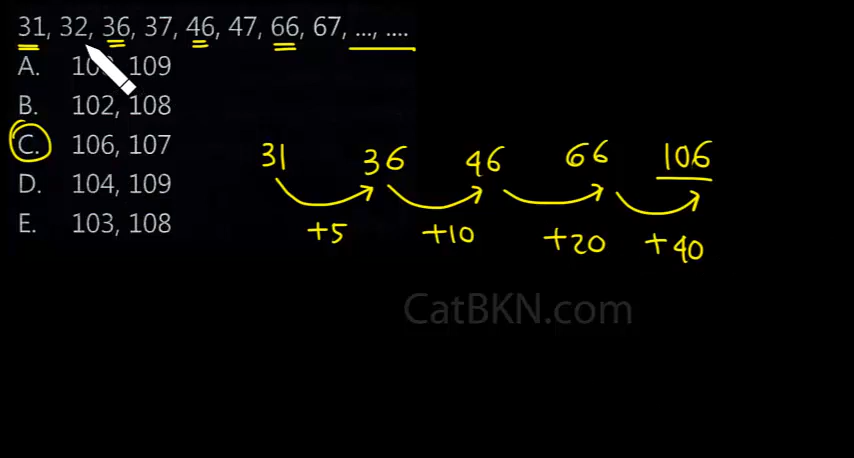 31, 32, 36, 37, 46, 47, 66, 67, ..., ....
A. 109
B. 102, 108
C. 106, 107
D. 104, 109
E. 103, 108
31 36 46 66 106
+5 +10 +20 +40
CatBKN.com